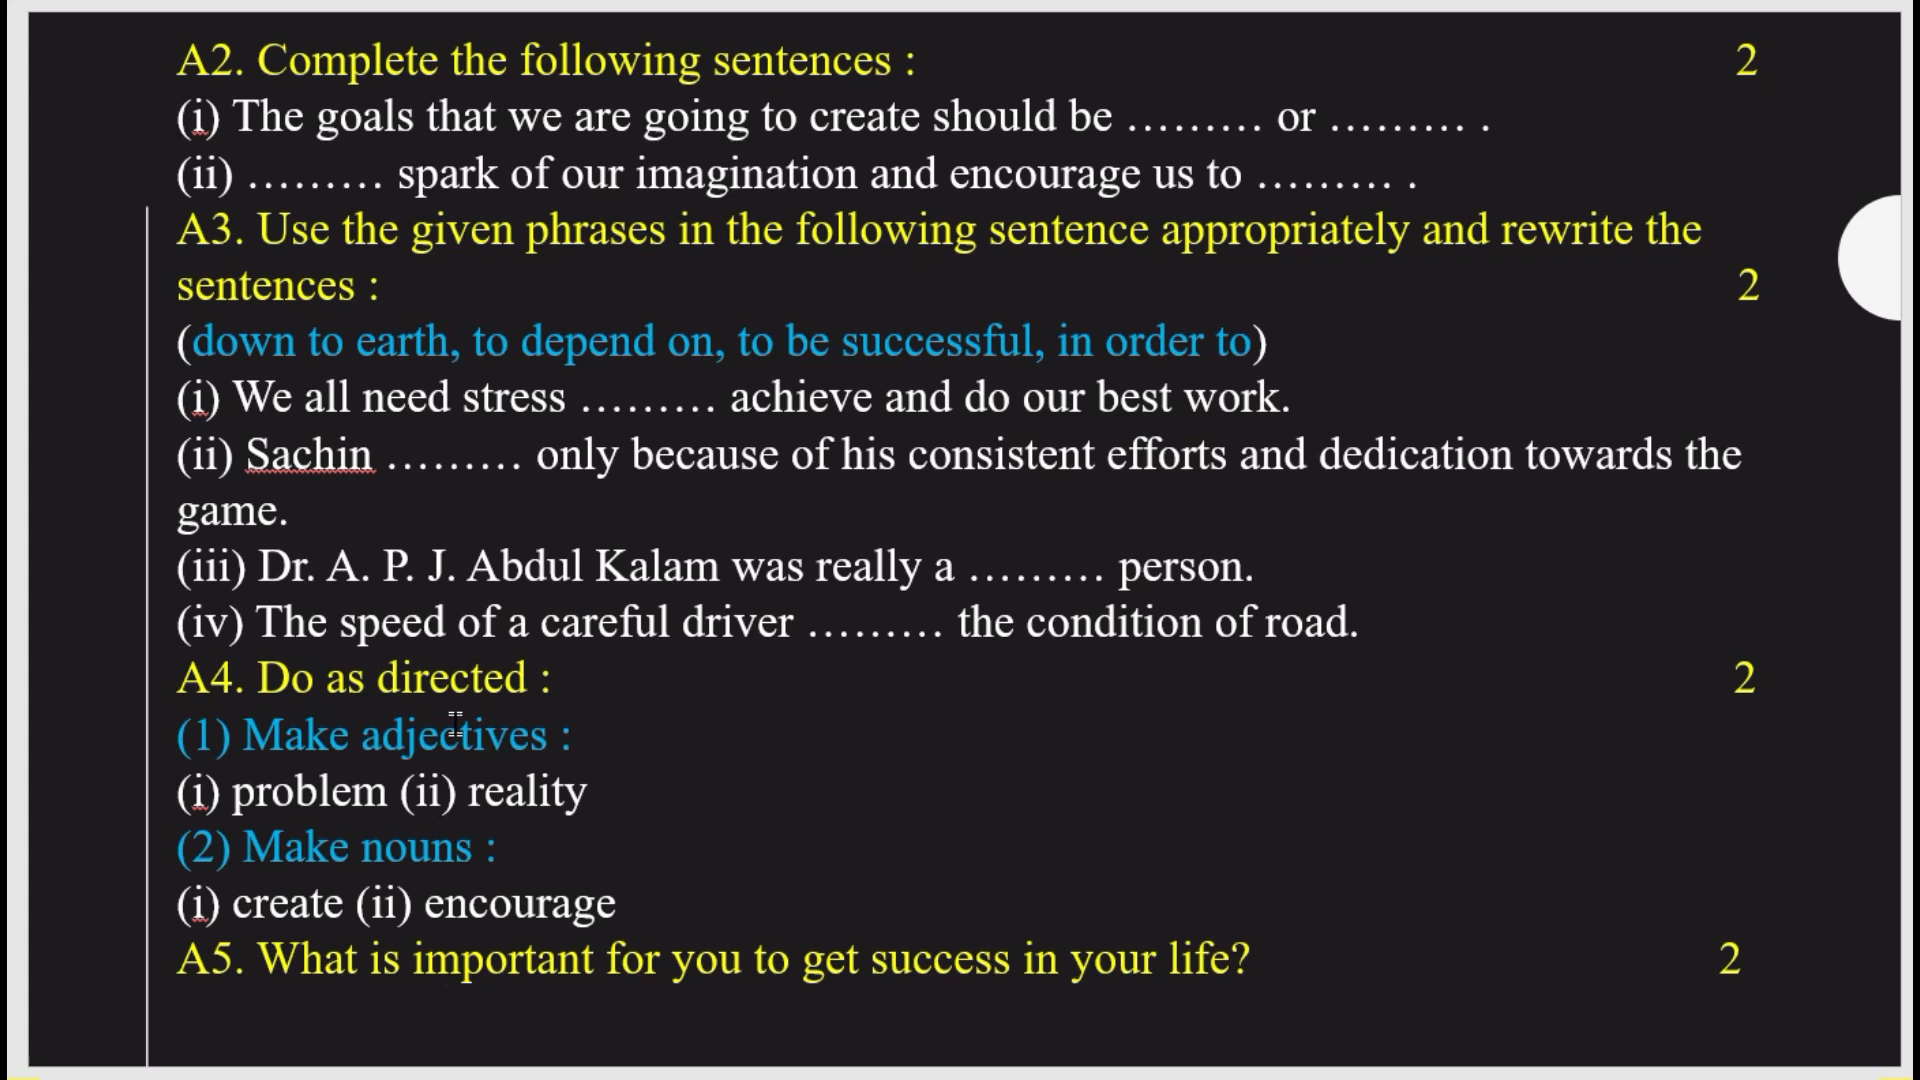 A2. Complete the following sentences : 2
(i) The goals that we are going to create should be ……… or ……… .
(ii) ……… spark of our imagination and encourage us to ……… .
A3. Use the given phrases in the following sentence appropriately and rewrite the
sentences : 2
(down to earth, to depend on, to be successful, in order to)
(i) We all need stress ……… achieve and do our best work.
(ii) Sachin ……… only because of his consistent efforts and dedication towards the
game.
(iii) Dr. A. P. J. Abdul Kalam was really a ……… person.
(iv) The speed of a careful driver ……… the condition of road.
A4. Do as directed : 2
(1) Make adjectives :
(i) problem (ii) reality
(2) Make nouns :
(i) create (ii) encourage
A5. What is important for you to get success in your life? 2